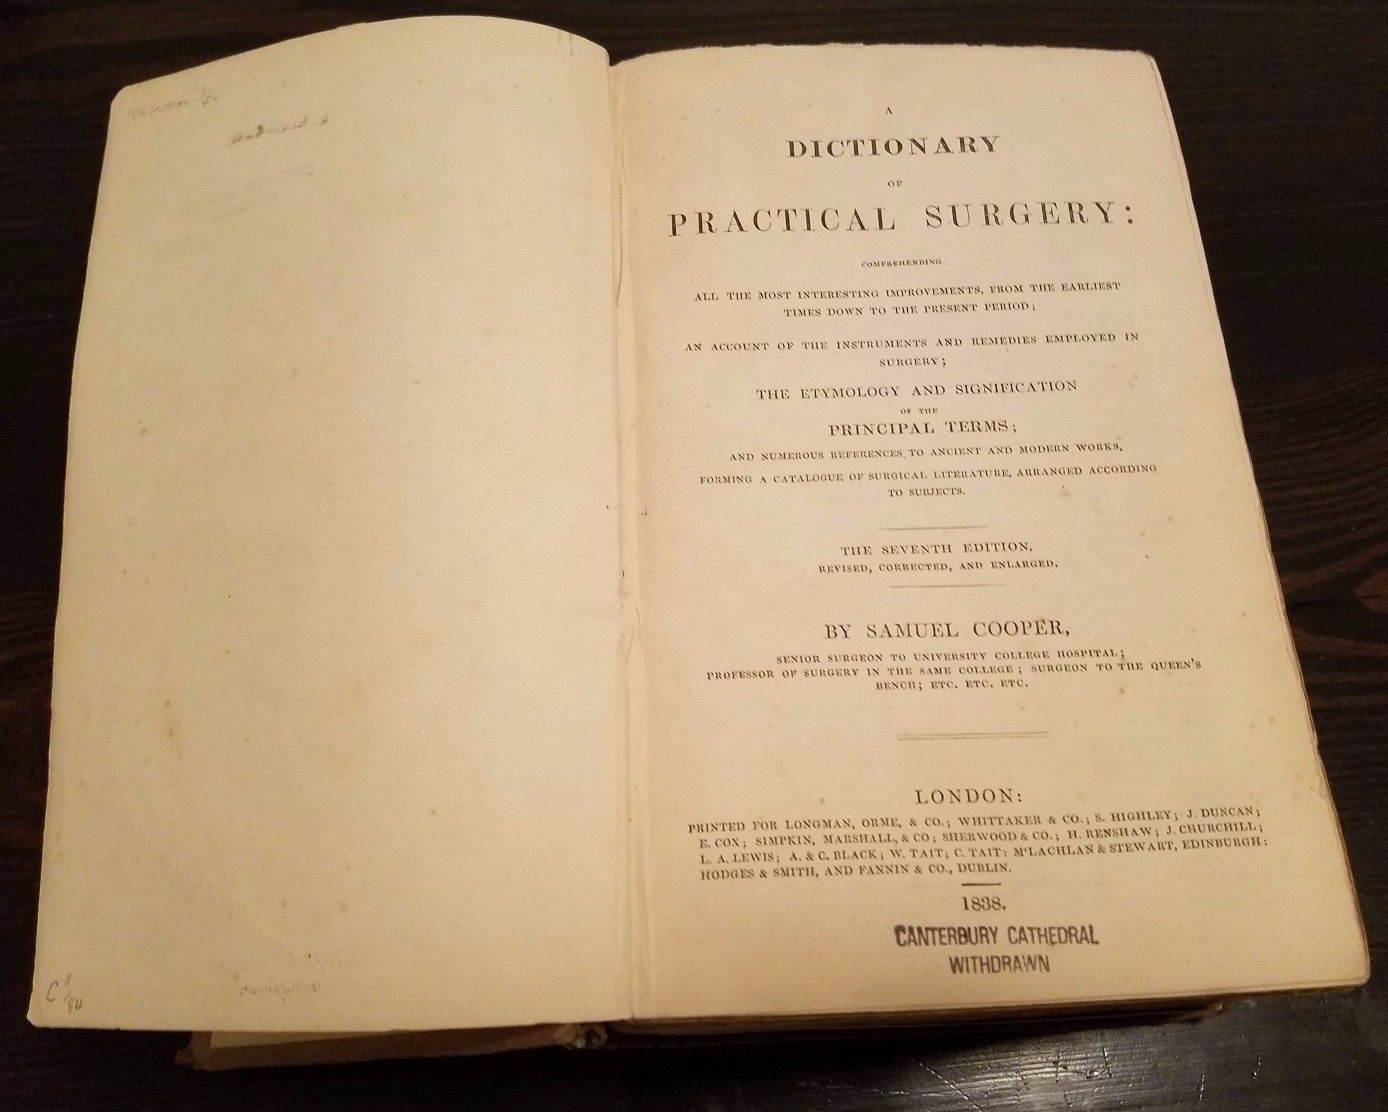 A
DICTIONARY
OF
PRACTICAL SURGERY:
COMPREHENDING
ALL THE MOST INTERESTING IMPROVEMENTS, FROM THE EARLIEST
TIMES DOWN TO THE PRESENT PERIOD;
AN ACCOUNT OF THE INSTRUMENTS AND REMEDIES EMPLOYED IN
SURGERY;
THE ETYMOLOGY AND SIGNIFICATION
OF THE
PRINCIPAL TERMS;
AND NUMEROUS REFERENCES TO ANCIENT AND MODERN WORKS,
FORMING A CATALOGUE OF SURGICAL LITERATURE, ARRANGED ACCORDING
TO SUBJECTS.
THE SEVENTH EDITION,
REVISED, CORRECTED, AND ENLARGED.
BY SAMUEL COOPER,
SENIOR SURGEON TO UNIVERSITY COLLEGE HOSPITAL;
PROFESSOR OF SURGERY IN THE SAME COLLEGE; SURGEON TO THE QUEEN'S
BENCH; ETC. ETC. ETC.
LONDON:
PRINTED FOR LONGMAN, ORME, & CO.; WHITTAKER & CO.; S. HIGHLEY; J. DUNCAN;
E. COX; SIMPKIN, MARSHALL, & CO; SHERWOOD & CO.; H. RENSHAW; J. CHURCHILL;
L. A. LEWIS; A. & C. BLACK; W. TAIT; C. TAIT: M'LACHLAN & STEWART, EDINBURGH:
HODGES & SMITH, AND FANNIN & CO., DUBLIN.
1838.
CANTERBURY CATHEDRAL
WITHDRAWN